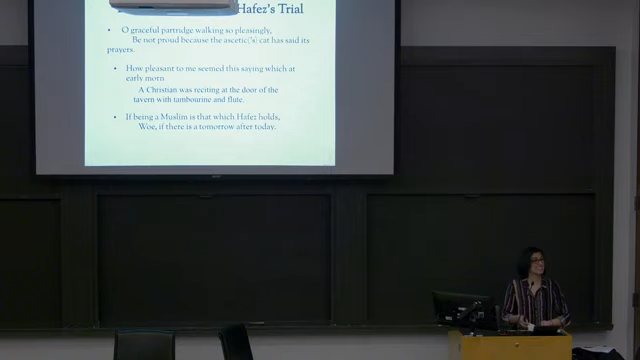 Hafez's Trial
• O graceful partridge walking so pleasingly,
Be not proud because the ascetic('s) cat has said its
prayers.
• How pleasant to me seemed this saying which at
early morn
A Christian was reciting at the door of the
tavern with tambourine and flute.
• If being a Muslim is that which Hafez holds,
Woe, if there is a tomorrow after today.